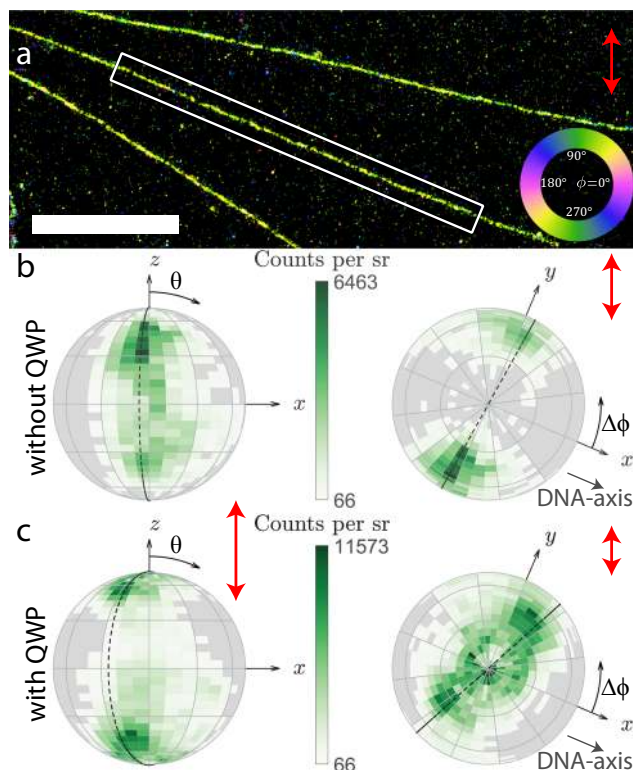 a
90°
180° ϕ=0°
270°
b
Counts per sr
z
θ
6463
y
without QWP
x
Δϕ
x
66
DNA-axis
c
Counts per sr
z
θ
11573
y
with QWP
x
Δϕ
x
66
DNA-axis